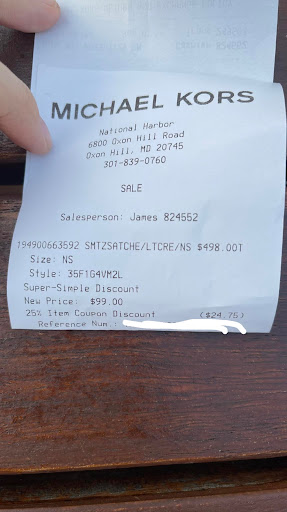 MICHAEL KORS
National Harbor
6800 Oxon Hill Road
Oxon Hill, MD 20745
301-839-0760
SALE
Salesperson: James 824552
194900663592 SMTZSATCHE/LTCRE/NS $498.00T
Size: NS
Style: 35F1G4VM2L
Super-Simple Discount
New Price: $99.00
25% Item Coupon Discount ($24.75)
Reference Num.: